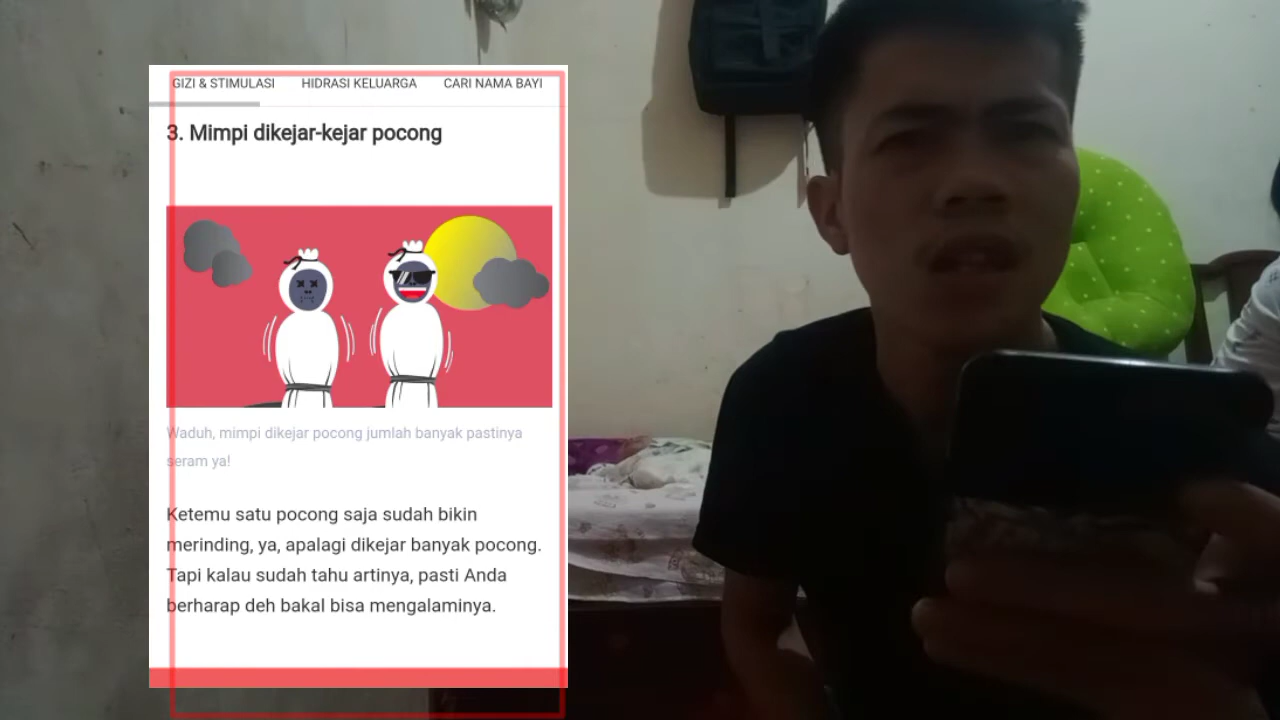 GIZI & STIMULASI HIDRASI KELUARGA CARI NAMA BAYI
3. Mimpi dikejar-kejar pocong
Waduh, mimpi dikejar pocong jumlah banyak pastinya
seram ya!
Ketemu satu pocong saja sudah bikin
merinding, ya, apalagi dikejar banyak pocong.
Tapi kalau sudah tahu artinya, pasti Anda
berharap deh bakal bisa mengalaminya.